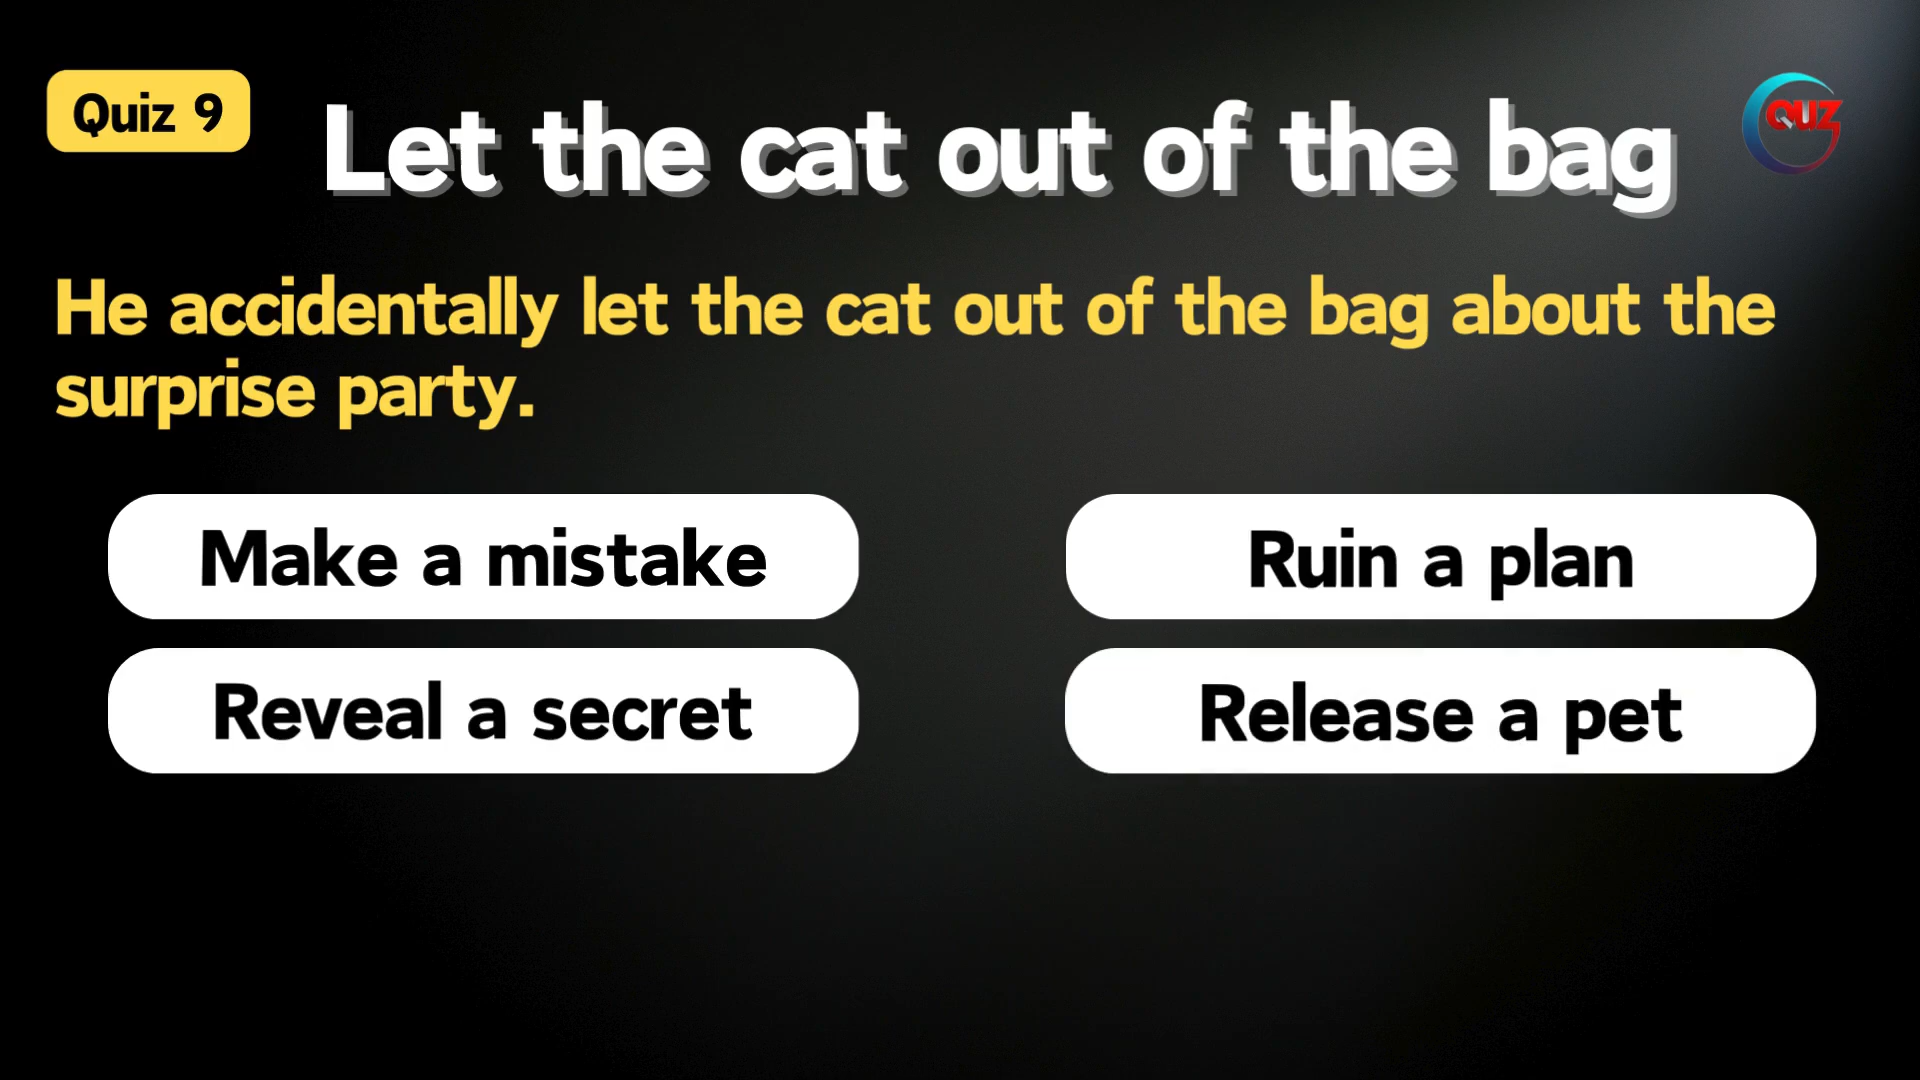 Quiz 9
Let the cat out of the bag
QUZ
He accidentally let the cat out of the bag about the
surprise party.
Make a mistake
Ruin a plan
Reveal a secret
Release a pet